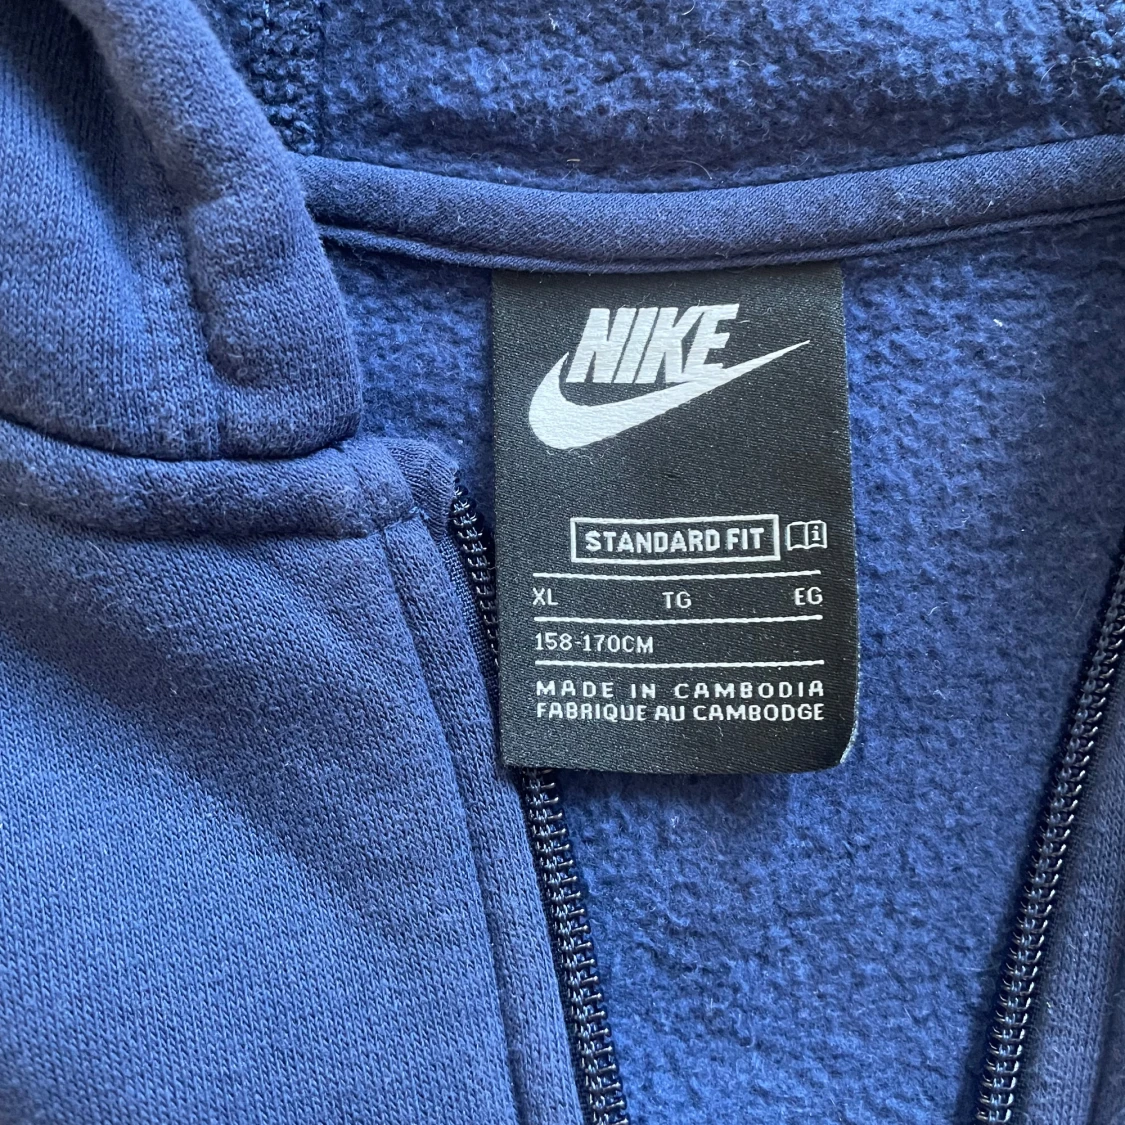 NIKE
STANDARD FIT
XL TG EG
158-170CM
MADE IN CAMBODIA
FABRIQUE AU CAMBODGE